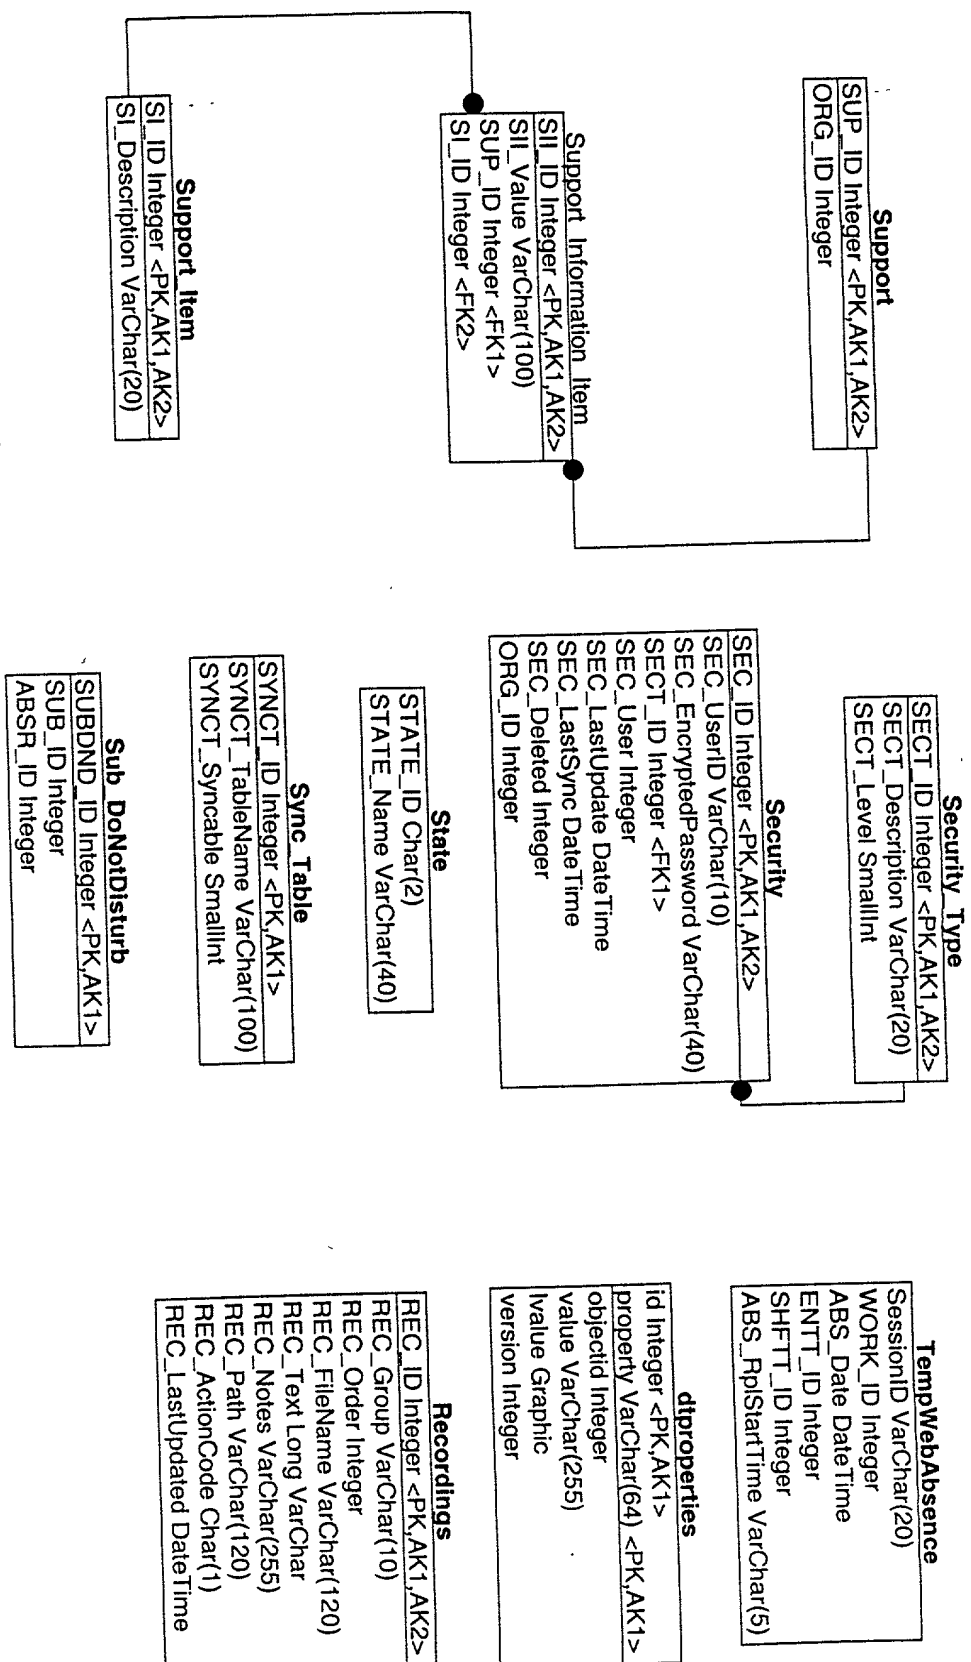 Support
SUP_ID Integer <PK,AK1,AK2>
ORG_ID Integer
Support_Information_Item
SII_ID Integer <PK,AK1,AK2>
SII_Value VarChar(100)
SUP_ID Integer <FK1>
SI_ID Integer <FK2>
Support_Item
SI_ID Integer <PK,AK1,AK2>
SI_Description VarChar(20)
Security_Type
SECT_ID Integer <PK,AK1,AK2>
SECT_Description VarChar(20)
SECT_Level SmallInt
Security
SEC_ID Integer <PK,AK1,AK2>
SEC_UserID VarChar(10)
SEC_EncryptedPassword VarChar(40)
SECT_ID Integer <FK1>
SEC_User Integer
SEC_LastUpdate DateTime
SEC_LastSync DateTime
SEC_Deleted Integer
ORG_ID Integer
State
STATE_ID Char(2)
STATE_Name VarChar(40)
Sync_Table
SYNCT_ID Integer <PK,AK1>
SYNCT_TableName VarChar(100)
SYNCT_Syncable SmallInt
Sub_DoNotDisturb
SUBDND_ID Integer <PK,AK1>
SUB_ID Integer
ABSR_ID Integer
TempWebAbsence
SessionID VarChar(20)
WORK_ID Integer
ABS_Date DateTime
ENTT_ID Integer
SHFTT_ID Integer
ABS_RplStartTime VarChar(5)
dtproperties
id Integer <PK,AK1>
property VarChar(64) <PK,AK1>
objectid Integer
value VarChar(255)
lvalue Graphic
version Integer
Recordings
REC_ID Integer <PK,AK1,AK2>
REC_Group VarChar(10)
REC_Order Integer
REC_FileName VarChar(120)
REC_Text Long VarChar
REC_Notes VarChar(255)
REC_Path VarChar(120)
REC_ActionCode Char(1)
REC_LastUpdated DateTime